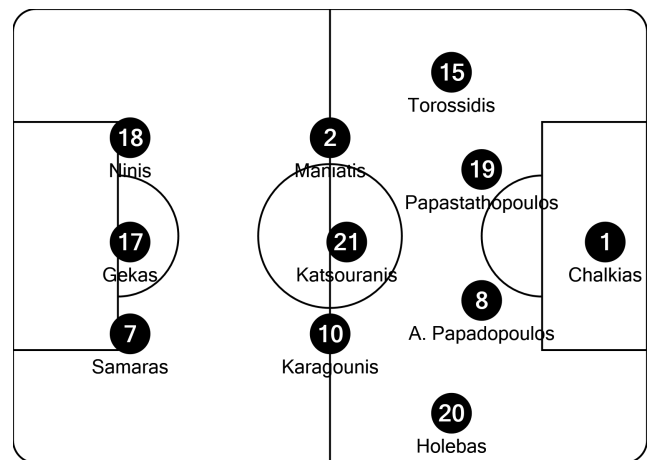 15
Torossidis
18
Ninis
2
Maniatis
19
Papastathopoulos
17
Gekas
21
Katsouranis
1
Chalkias
8
A. Papadopoulos
7
Samaras
10
Karagounis
20
Holebas